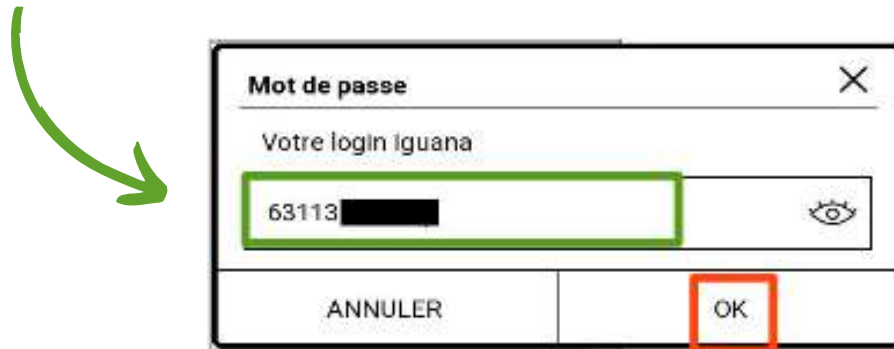 Mot de passe
Votre login Iguana
63113
ANNULER
OK